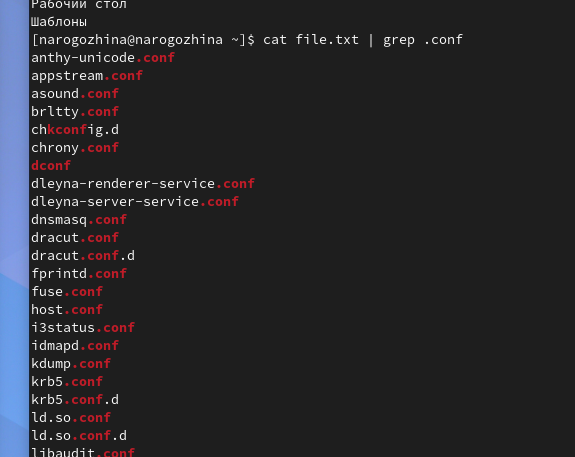 Рабочий стол
Шаблоны
[narogozhina@narogozhina ~]$ cat file.txt | grep .conf
anthy-unicode.conf
appstream.conf
asound.conf
brltty.conf
chkconfig.d
chrony.conf
dconf
dleyna-renderer-service.conf
dleyna-server-service.conf
dnsmasq.conf
dracut.conf
dracut.conf.d
fprintd.conf
fuse.conf
host.conf
i3status.conf
idmapd.conf
kdump.conf
krb5.conf
krb5.conf.d
ld.so.conf
ld.so.conf.d
libaudit.conf